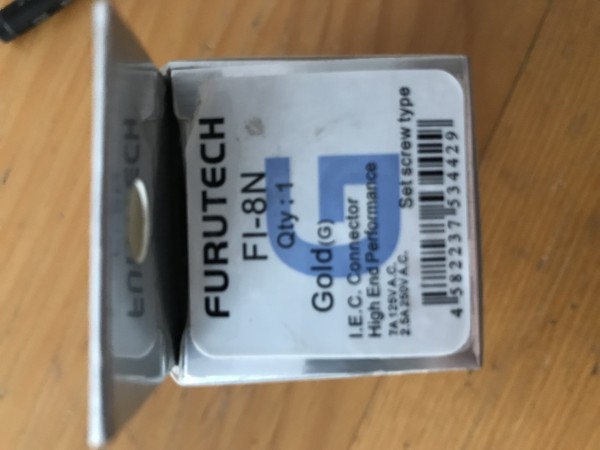 FURUTECH
FI-8N
Qty : 1
G
Gold(G)
I.E.C. Connector
High End Performance
7A 125V A.C.
2.5A 250V A.C.
Set screw type
4 582237 534429